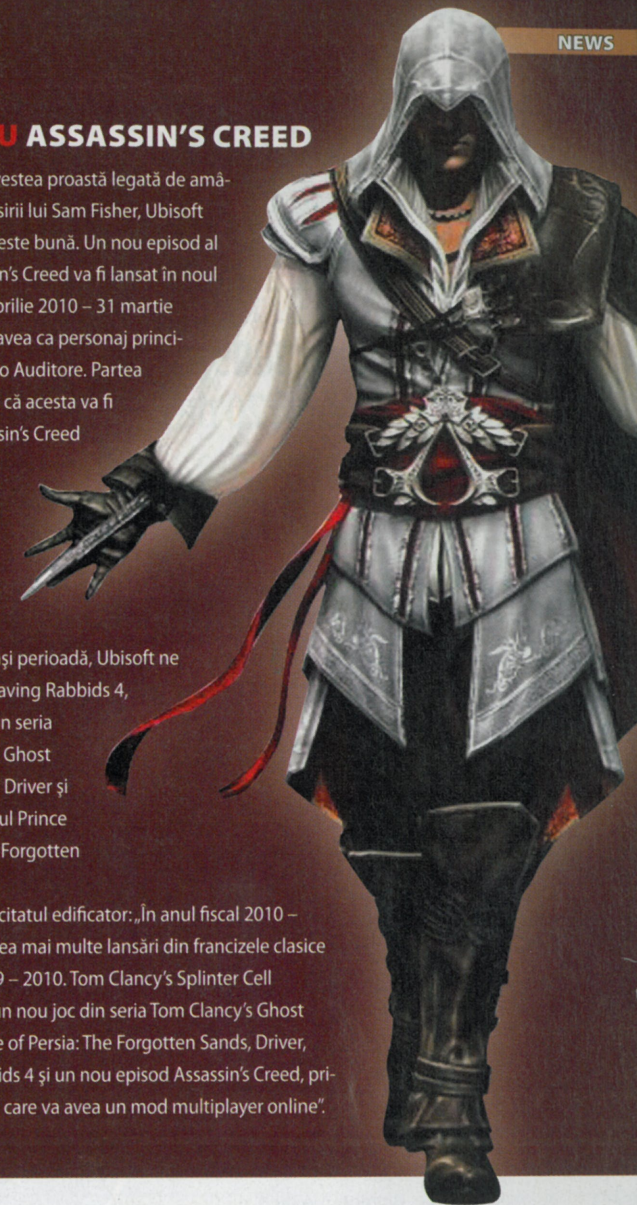 NEWS
U ASSASSIN'S CREED
estea proastă legată de amâ-
sirii lui Sam Fisher, Ubisoft
este bună. Un nou episod al
n's Creed va fi lansat în noul
prilie 2010 – 31 martie
avea ca personaj princi-
o Auditore. Partea
că acesta va fi
sin's Creed
și perioadă, Ubisoft ne
aving Rabbids 4,
n seria
Ghost
Driver și
ul Prince
Forgotten
citatul edificator: „În anul fiscal 2010 –
ea mai multe lansări din francizele clasice
9 – 2010. Tom Clancy's Splinter Cell
un nou joc din seria Tom Clancy's Ghost
e of Persia: The Forgotten Sands, Driver,
ids 4 și un nou episod Assassin's Creed, pri-
care va avea un mod multiplayer online".